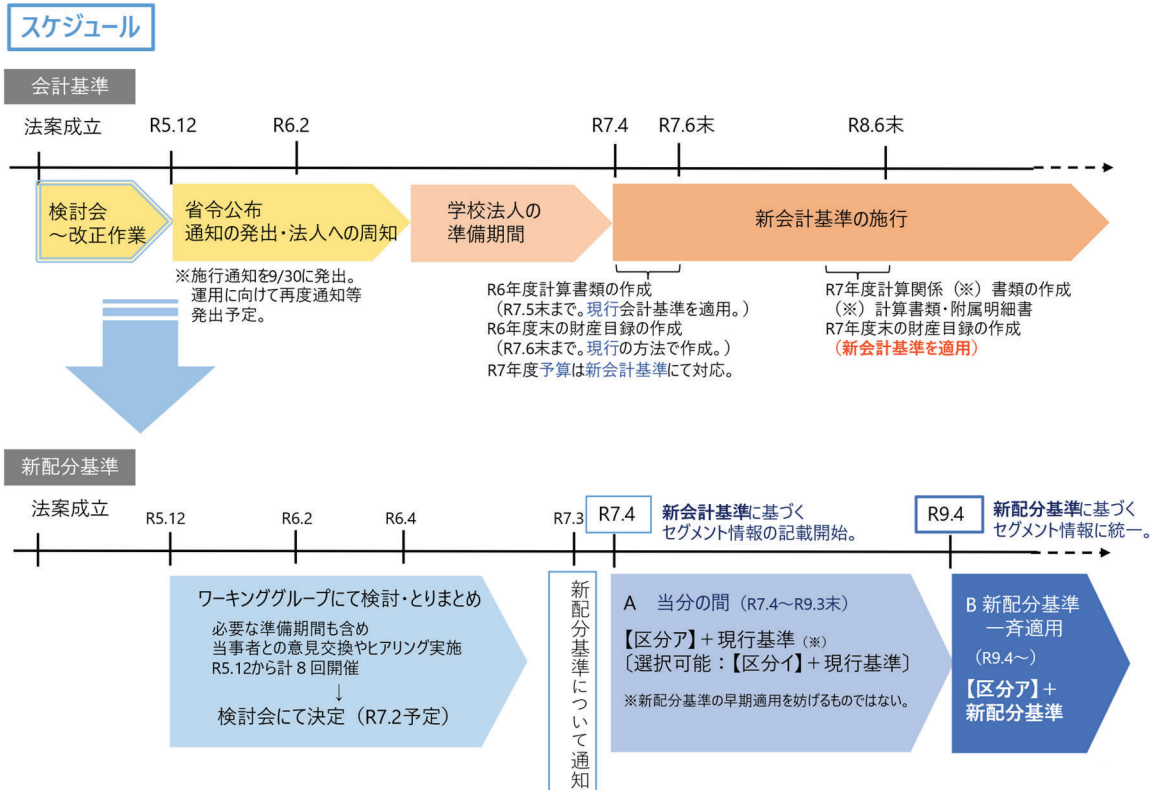 スケジュール
会計基準
法案成立
R5.12
R6.2
R7.4
R7.6末
R8.6末
検討会
～改正作業
省令公布
通知の発出・法人への周知
学校法人の
準備期間
新会計基準の施行
※施行通知を9/30に発出。
運用に向けて再度通知等
発出予定。
R6年度計算書類の作成
（R7.5末まで。現行会計基準を適用。）
R6年度末の財産目録の作成
（R7.6末まで。現行の方法で作成。）
R7年度予算は新会計基準にて対応。
R7年度計算関係（※）書類の作成
（※）計算書類・附属明細書
R7年度末の財産目録の作成
（新会計基準を適用）
新配分基準
法案成立
R5.12
R6.2
R6.4
R7.3
R7.4
新会計基準に基づく
セグメント情報の記載開始。
R9.4
新配分基準に基づく
セグメント情報に統一。
ワーキンググループにて検討・とりまとめ
必要な準備期間も含め
当事者との意見交換やヒアリング実施
R5.12から計８回開催
↓
検討会にて決定（R7.2予定）
新配分基準について通知
A 当分の間（R7.4～R9.3末）
【区分ア】＋現行基準（※）
〔選択可能：【区分イ】＋現行基準〕
※新配分基準の早期適用を妨げるものではない。
B 新配分基準
一斉適用
（R9.4～）
【区分ア】＋
新配分基準